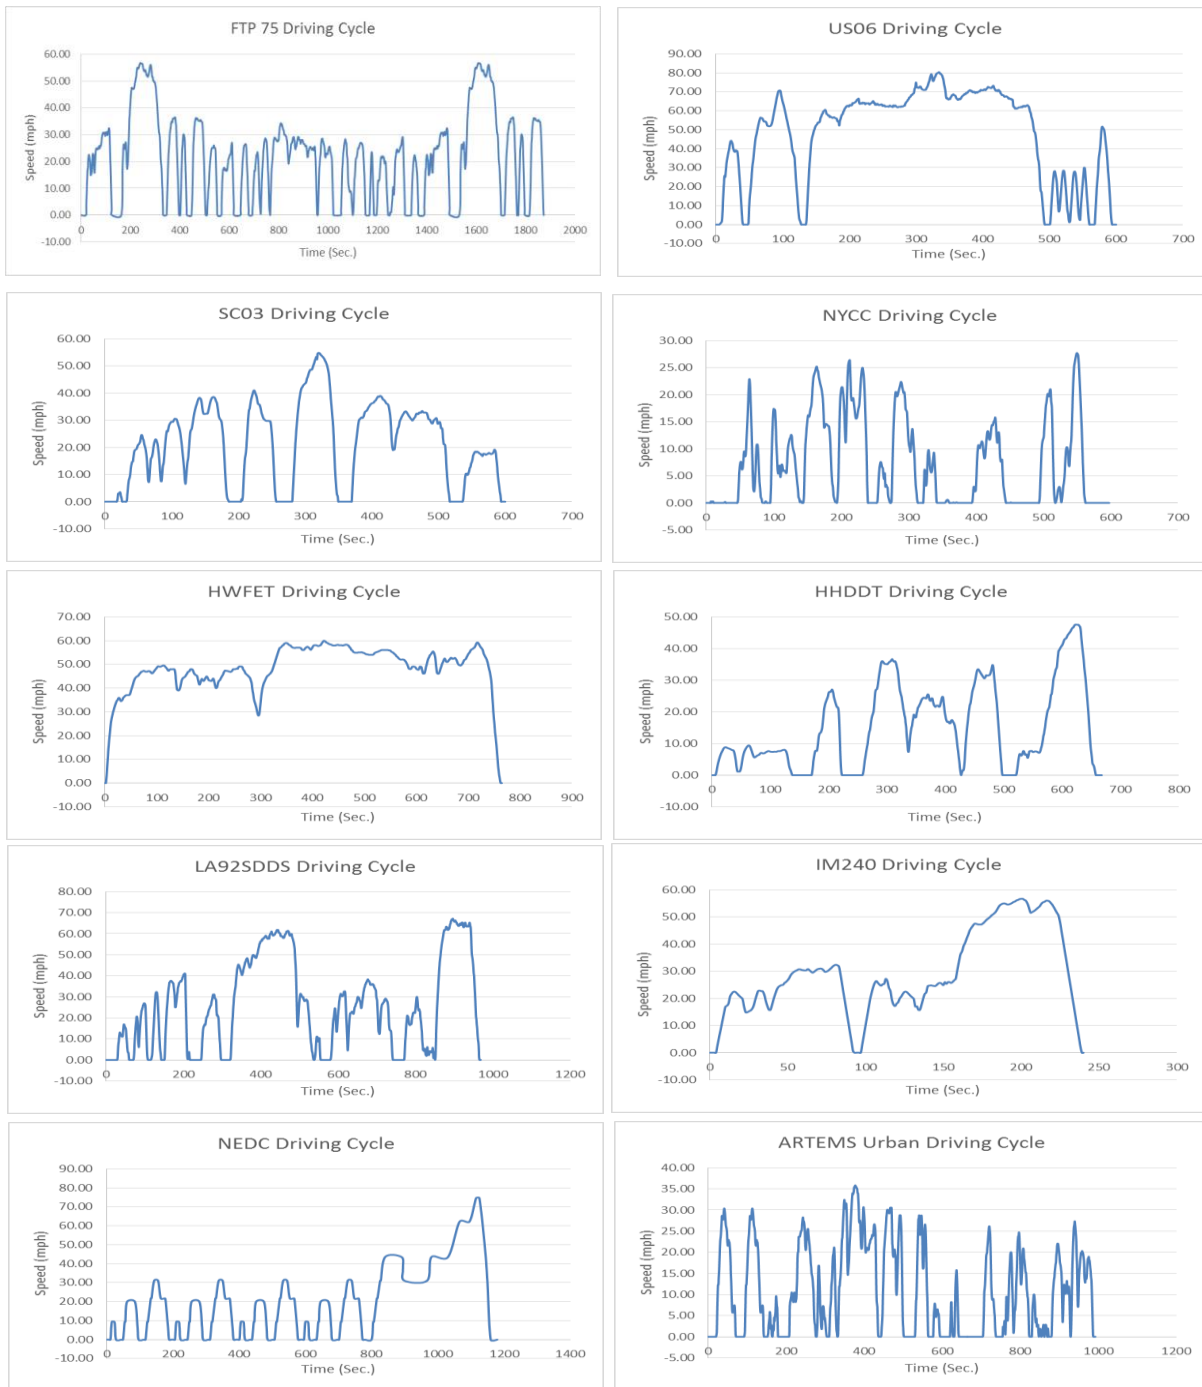 FTP 75 Driving Cycle
60.00
50.00
40.00
30.00
20.00
10.00
0.00
-10.00
Speed (mph)
0 200 400 600 800 1000 1200 1400 1600 1800 2000
Time (Sec.)
US06 Driving Cycle
90.00
80.00
70.00
60.00
50.00
40.00
30.00
20.00
10.00
0.00
-10.00
Speed (mph)
0 100 200 300 400 500 600 700
Time (Sec.)
SC03 Driving Cycle
60.00
50.00
40.00
30.00
20.00
10.00
0.00
-10.00
Speed (mph)
0 100 200 300 400 500 600 700
Time (Sec.)
NYCC Driving Cycle
30.00
25.00
20.00
15.00
10.00
5.00
0.00
-5.00
Speed (mph)
0 100 200 300 400 500 600 700
Time (Sec.)
HWFET Driving Cycle
70.00
60.00
50.00
40.00
30.00
20.00
10.00
0.00
-10.00
Speed (mph)
0 100 200 300 400 500 600 700 800 900
Time (Sec.)
HHDDT Driving Cycle
50.00
40.00
30.00
20.00
10.00
0.00
-10.00
Speed (mph)
0 100 200 300 400 500 600 700 800
Time (Sec.)
LA92SDDS Driving Cycle
80.00
70.00
60.00
50.00
40.00
30.00
20.00
10.00
0.00
-10.00
Speed (mph)
0 200 400 600 800 1000 1200
Time (Sec.)
IM240 Driving Cycle
60.00
50.00
40.00
30.00
20.00
10.00
0.00
-10.00
Speed (mph)
0 50 100 150 200 250 300
Time (Sec.)
NEDC Driving Cycle
90.00
80.00
70.00
60.00
50.00
40.00
30.00
20.00
10.00
0.00
-10.00
Speed (mph)
0 200 400 600 800 1000 1200 1400
Time (Sec.)
ARTEMS Urban Driving Cycle
40.00
35.00
30.00
25.00
20.00
15.00
10.00
5.00
0.00
-5.00
Speed (mph)
0 200 400 600 800 1000 1200
Time (Sec.)